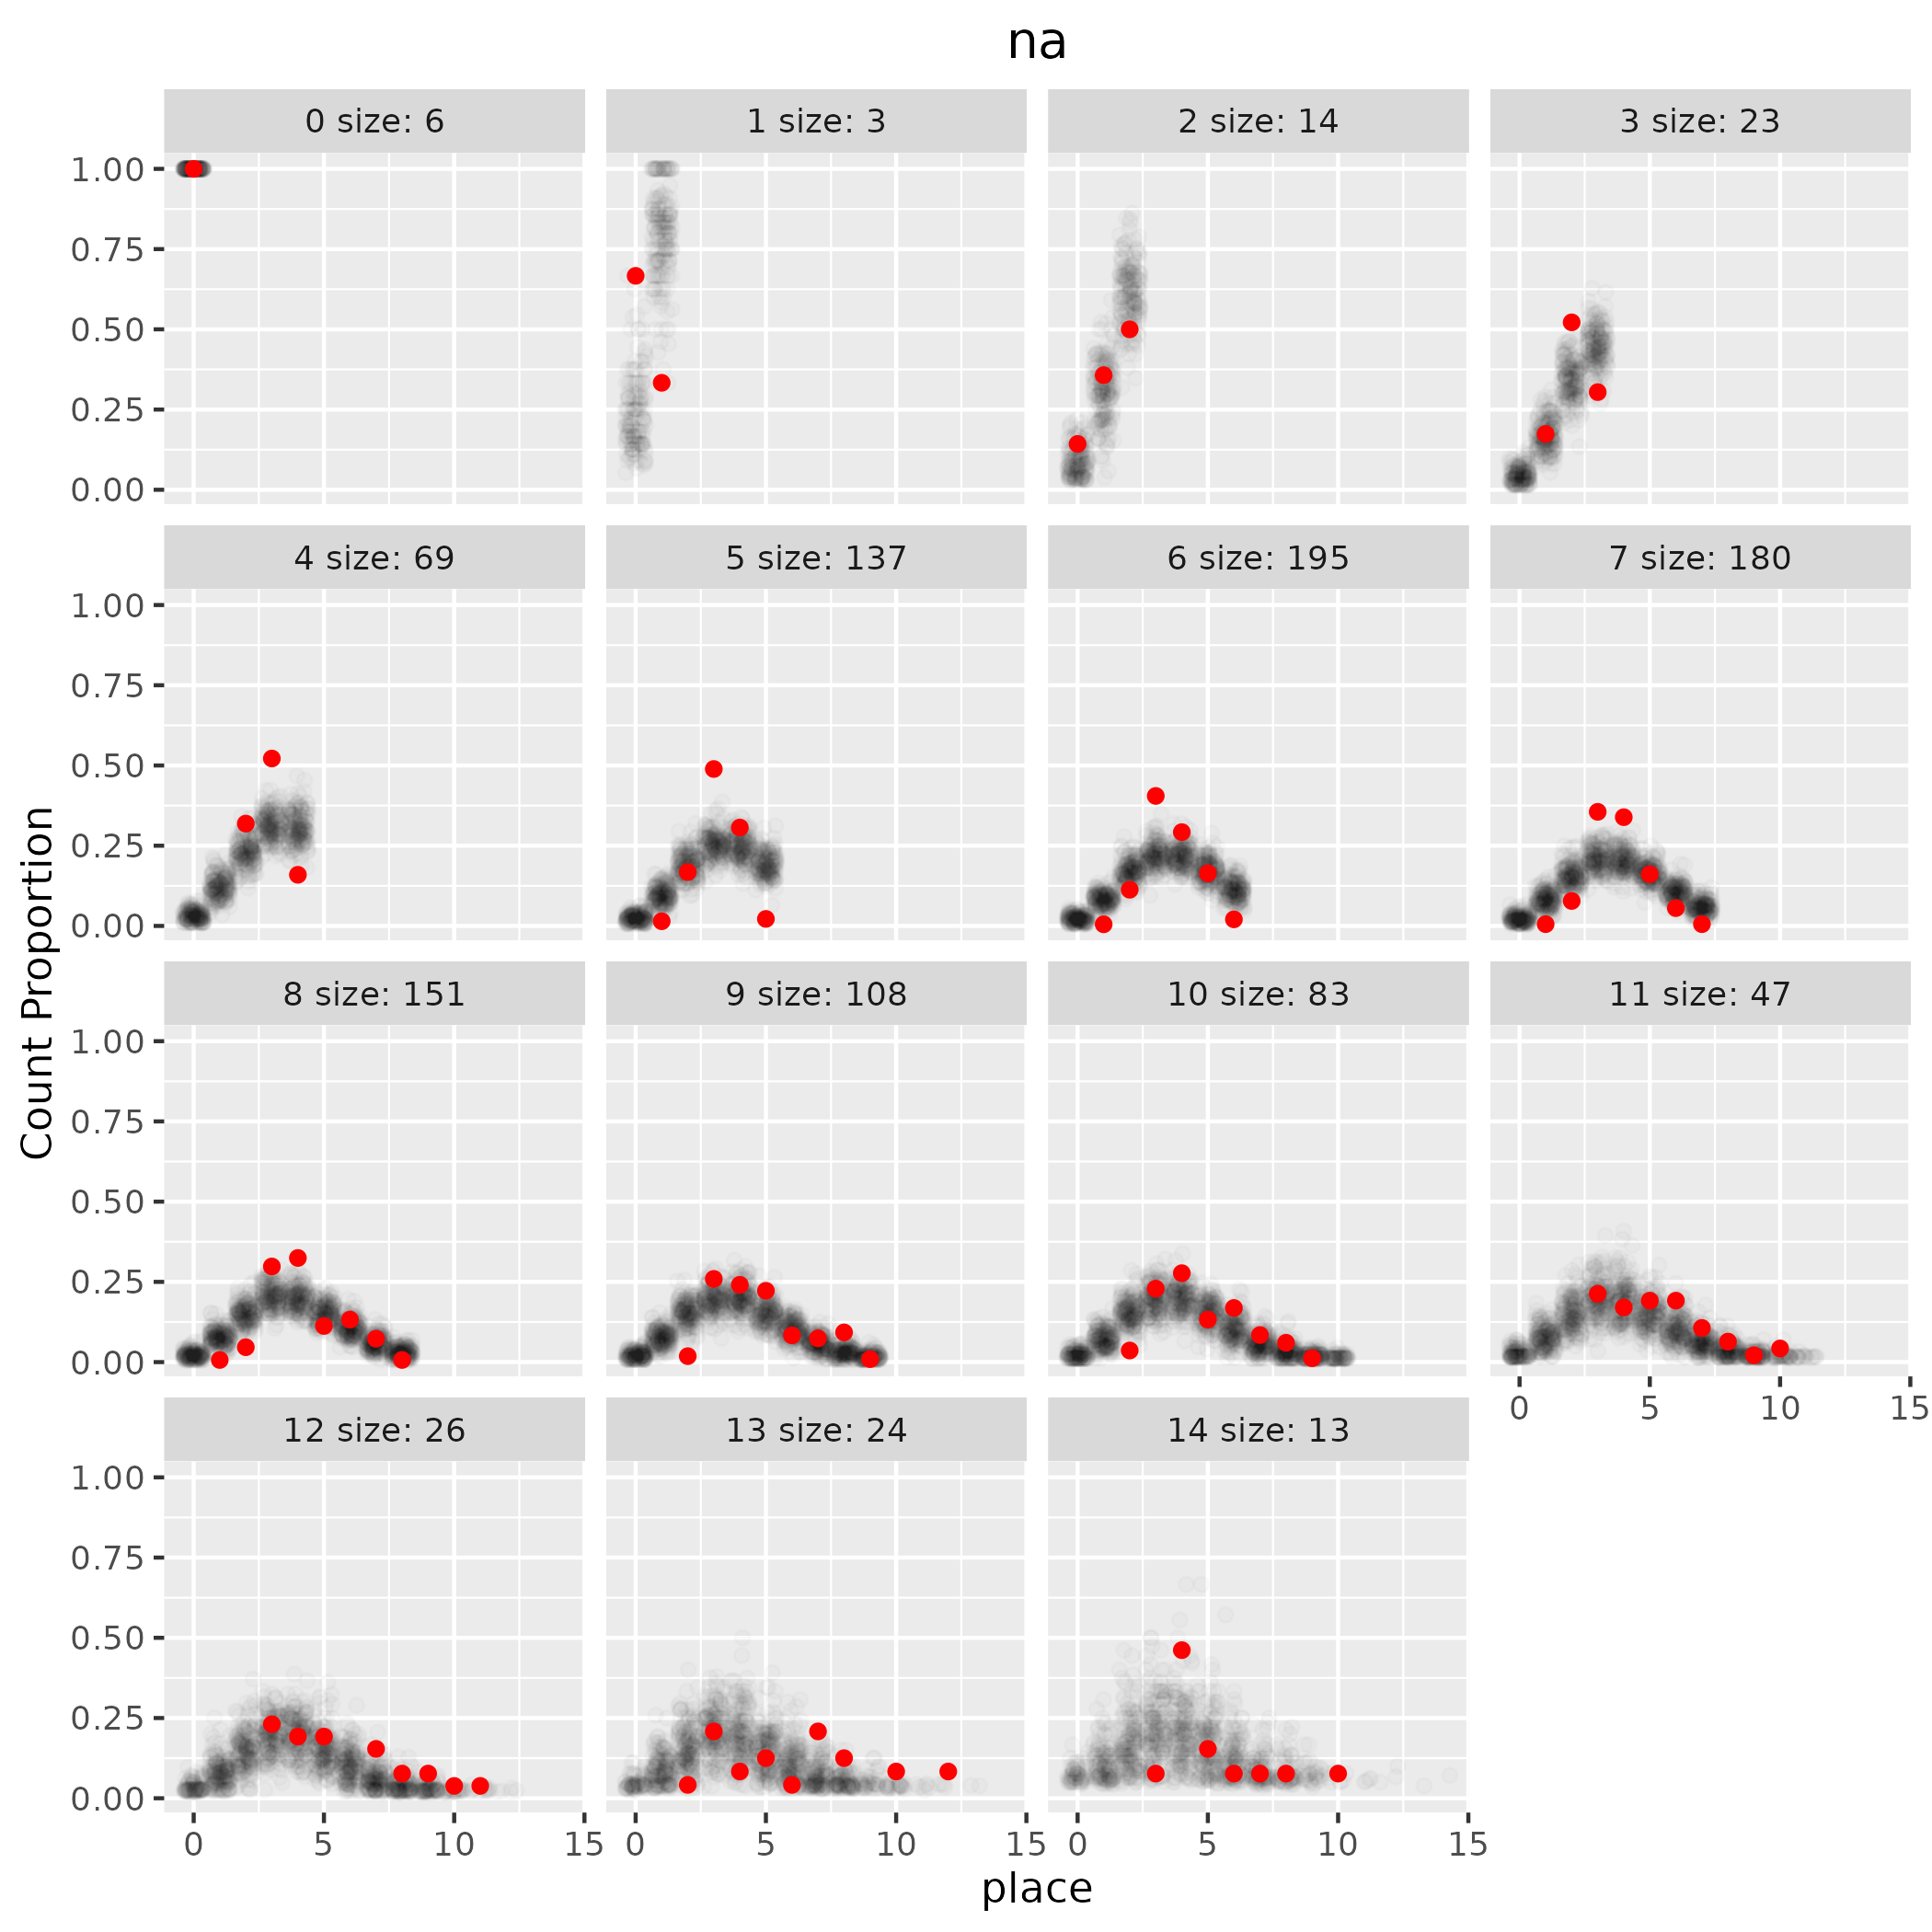 na
0 size: 6
1 size: 3
2 size: 14
3 size: 23
1.00
0.75
0.50
0.25
0.00
4 size: 69
5 size: 137
6 size: 195
7 size: 180
1.00
0.75
0.50
0.25
0.00
Count Proportion
8 size: 151
9 size: 108
10 size: 83
11 size: 47
1.00
0.75
0.50
0.25
0.00
0 5 10 15
12 size: 26
13 size: 24
14 size: 13
1.00
0.75
0.50
0.25
0.00
0 5 10 15
0 5 10 15
0 5 10 15
place